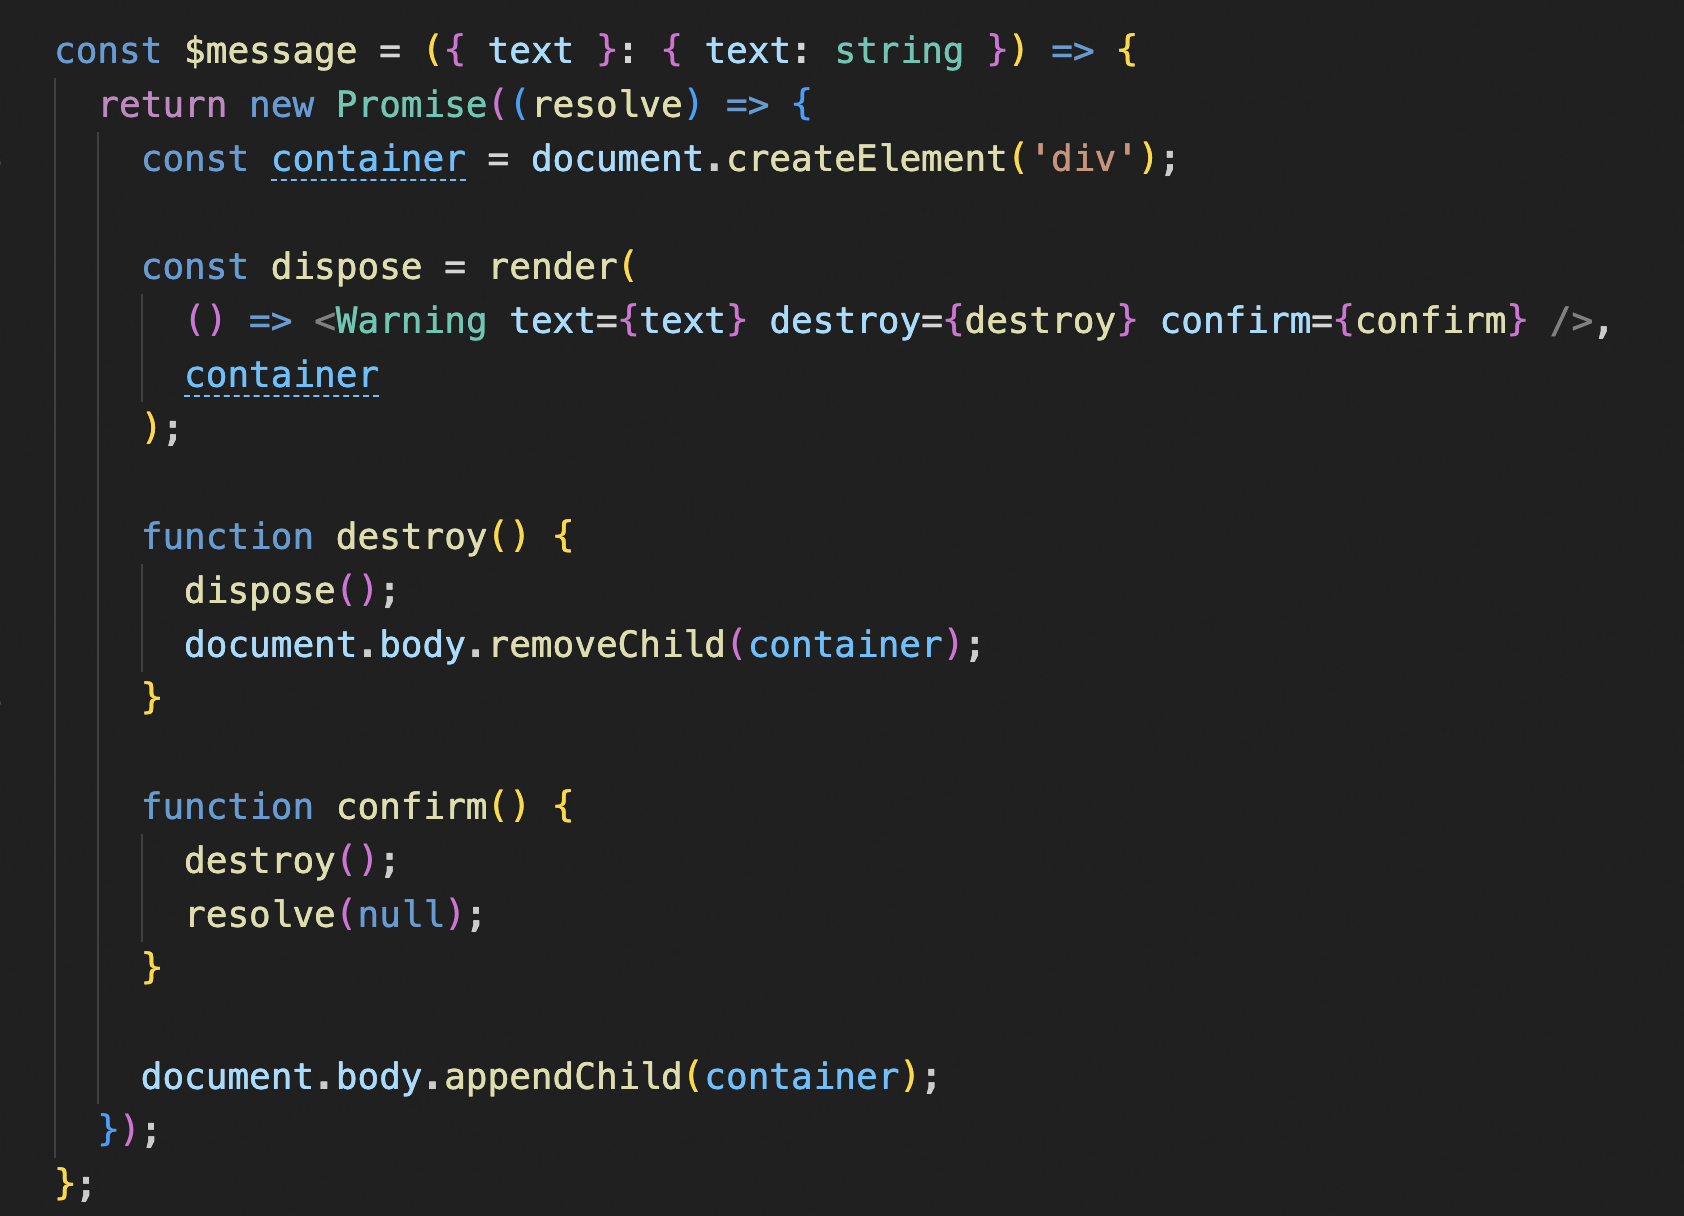 const $message = ({ text }: { text: string }) => {
  return new Promise((resolve) => {
    const container = document.createElement('div');

    const dispose = render(
      () => <Warning text={text} destroy={destroy} confirm={confirm} />,
      container
    );

    function destroy() {
      dispose();
      document.body.removeChild(container);
    }

    function confirm() {
      destroy();
      resolve(null);
    }

    document.body.appendChild(container);
  });
};